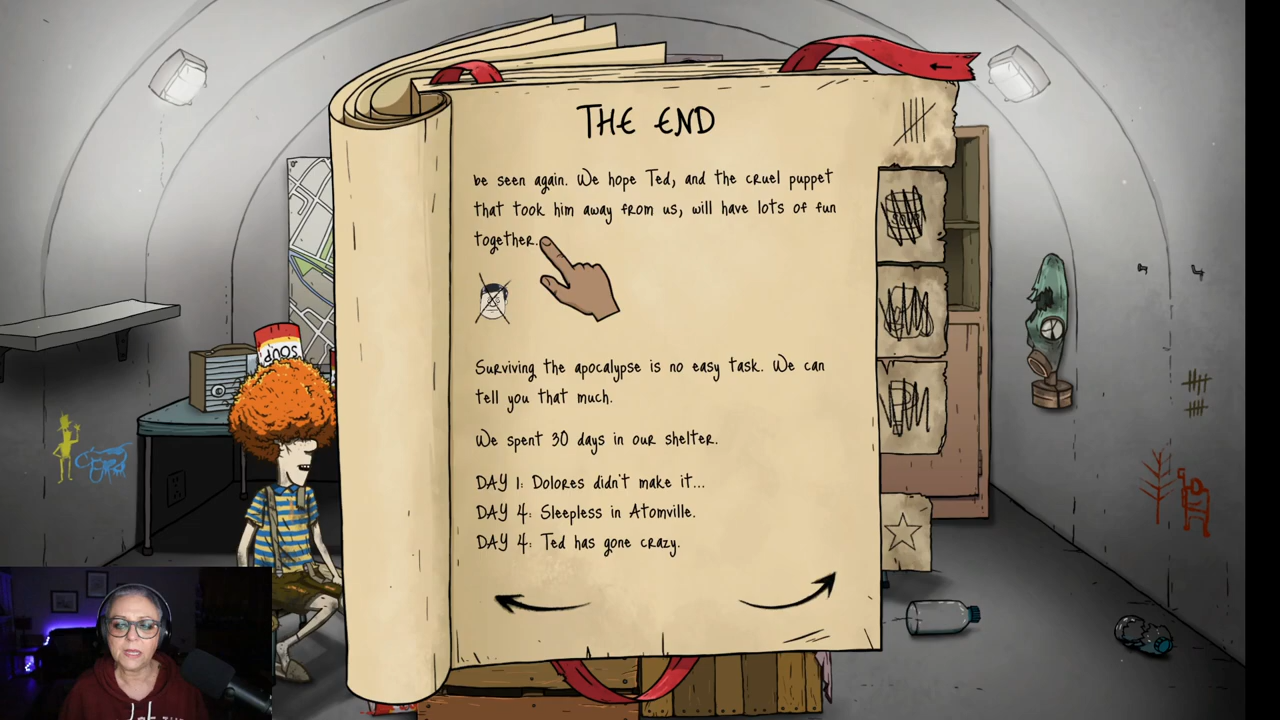 THE END
be seen again. We hope Ted, and the cruel puppet
that took him away from us, will have lots of fun
together.
Surviving the apocalypse is no easy task. We can
tell you that much.
We spent 30 days in our shelter.
DAY 1: Dolores didn't make it...
DAY 4: Sleepless in Atomville.
DAY 4: Ted has gone crazy.
SOUP